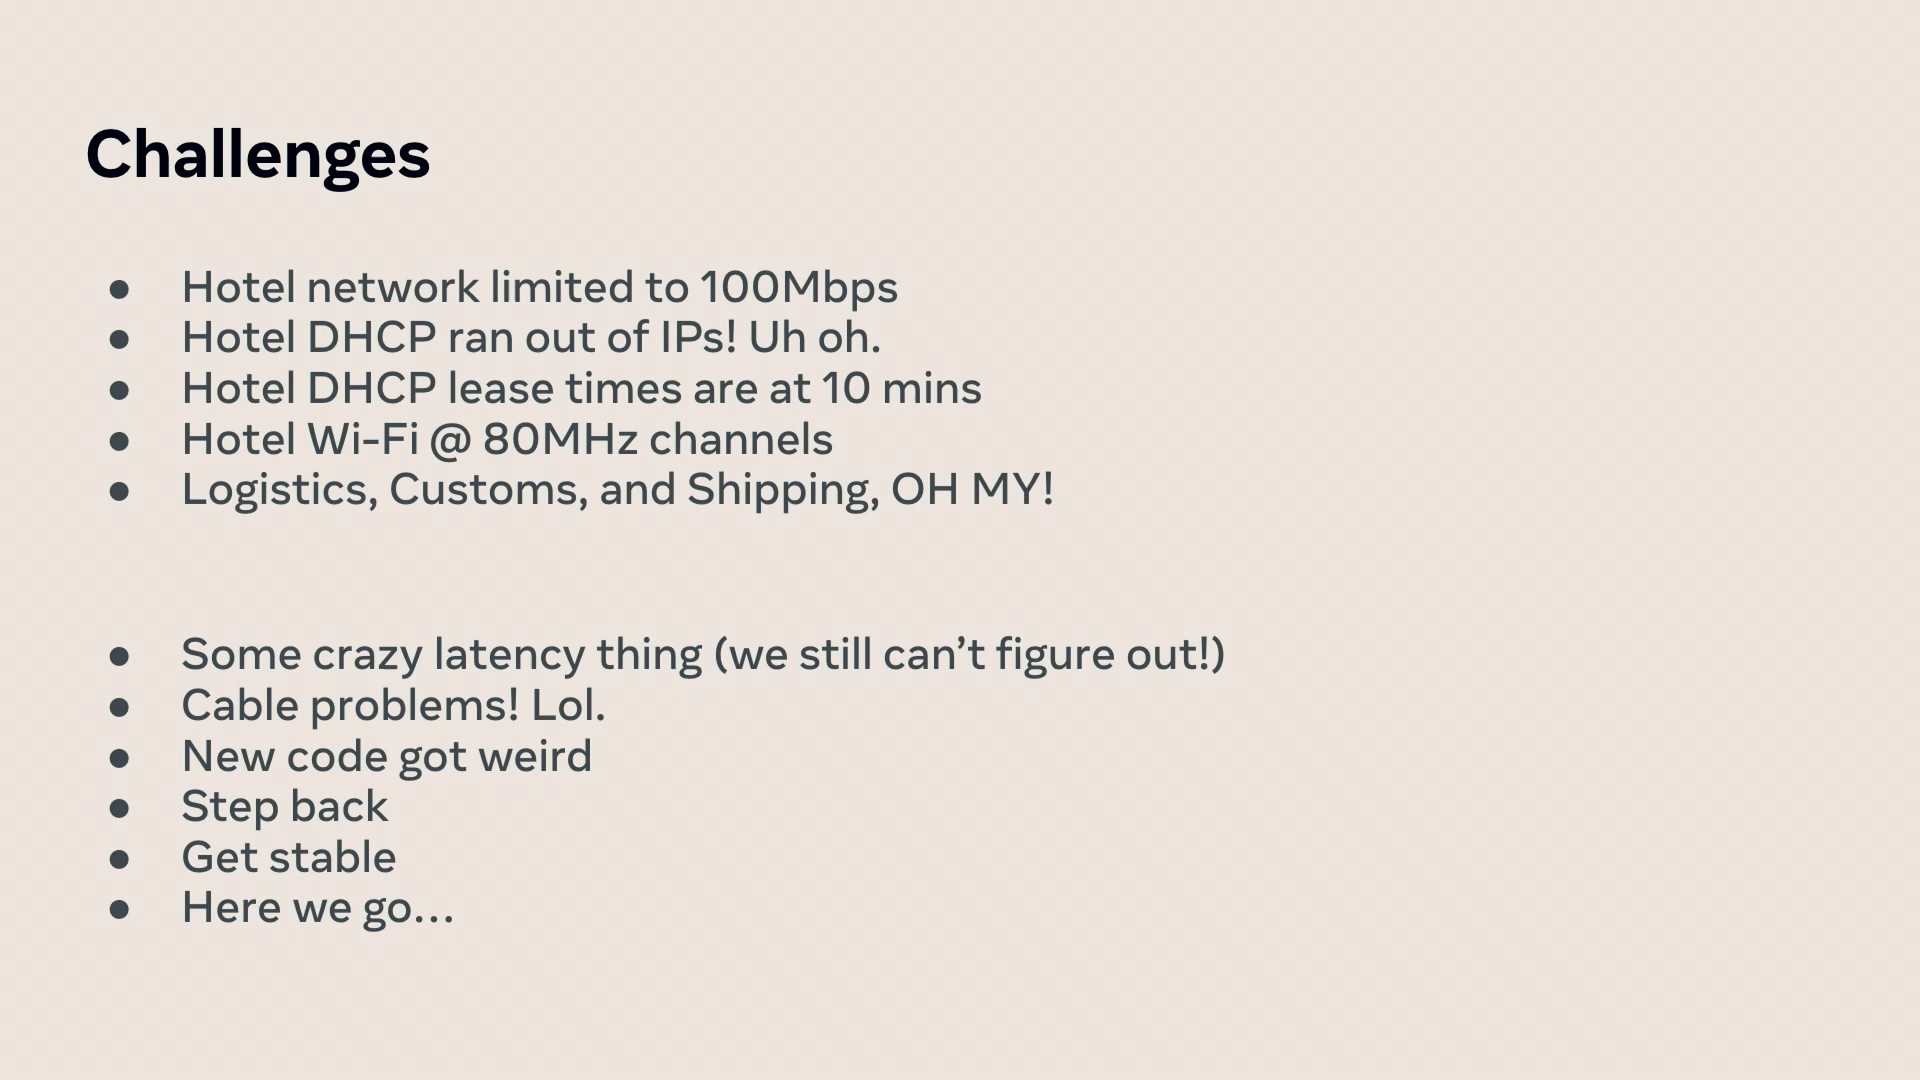 Challenges
● Hotel network limited to 100Mbps
● Hotel DHCP ran out of IPs! Uh oh.
● Hotel DHCP lease times are at 10 mins
● Hotel Wi-Fi @ 80MHz channels
● Logistics, Customs, and Shipping, OH MY!
● Some crazy latency thing (we still can’t figure out!)
● Cable problems! Lol.
● New code got weird
● Step back
● Get stable
● Here we go…